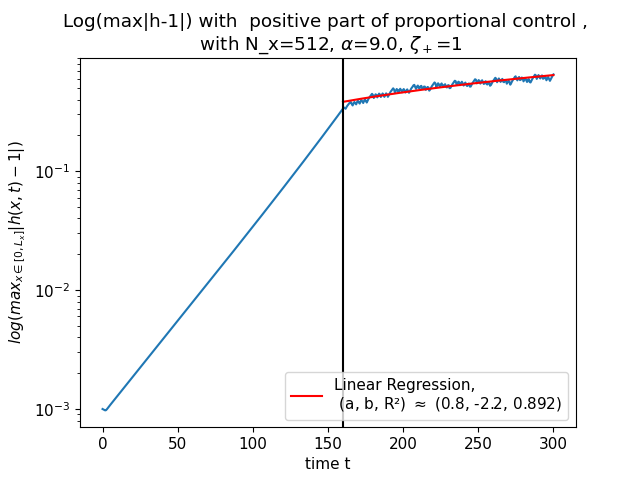 Log(max|h-1|) with  positive part of proportional control ,
with N_x=512, α=9.0, ζ₊=1
log(max_{x∈[0,L_x]}|h(x, t) − 1|)
10⁻¹
10⁻²
10⁻³
0
50
100
150
200
250
300
time t
Linear Regression,
(a, b, R²) ≈ (0.8, -2.2, 0.892)